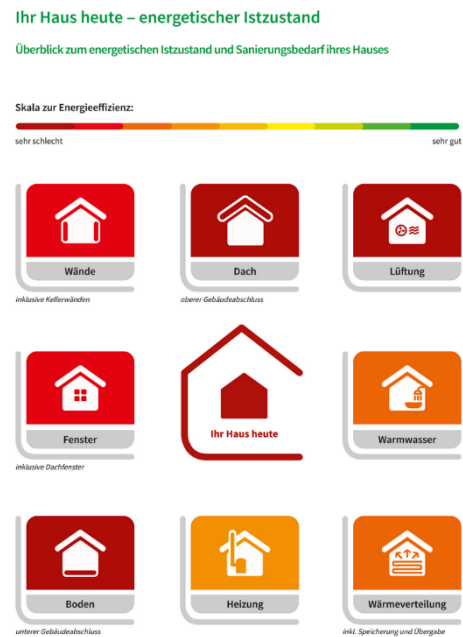 Ihr Haus heute – energetischer Istzustand
Überblick zum energetischen Istzustand und Sanierungsbedarf ihres Hauses
Skala zur Energieeffizienz:
sehr schlecht
sehr gut
Wände
Dach
Lüftung
inklusive Kellerwänden
oberer Gebäudeabschluss
Fenster
Ihr Haus heute
Warmwasser
inklusive Dachfenster
Boden
Heizung
Wärmeverteilung
unterer Gebäudeabschluss
inkl. Speicherung und Übergabe